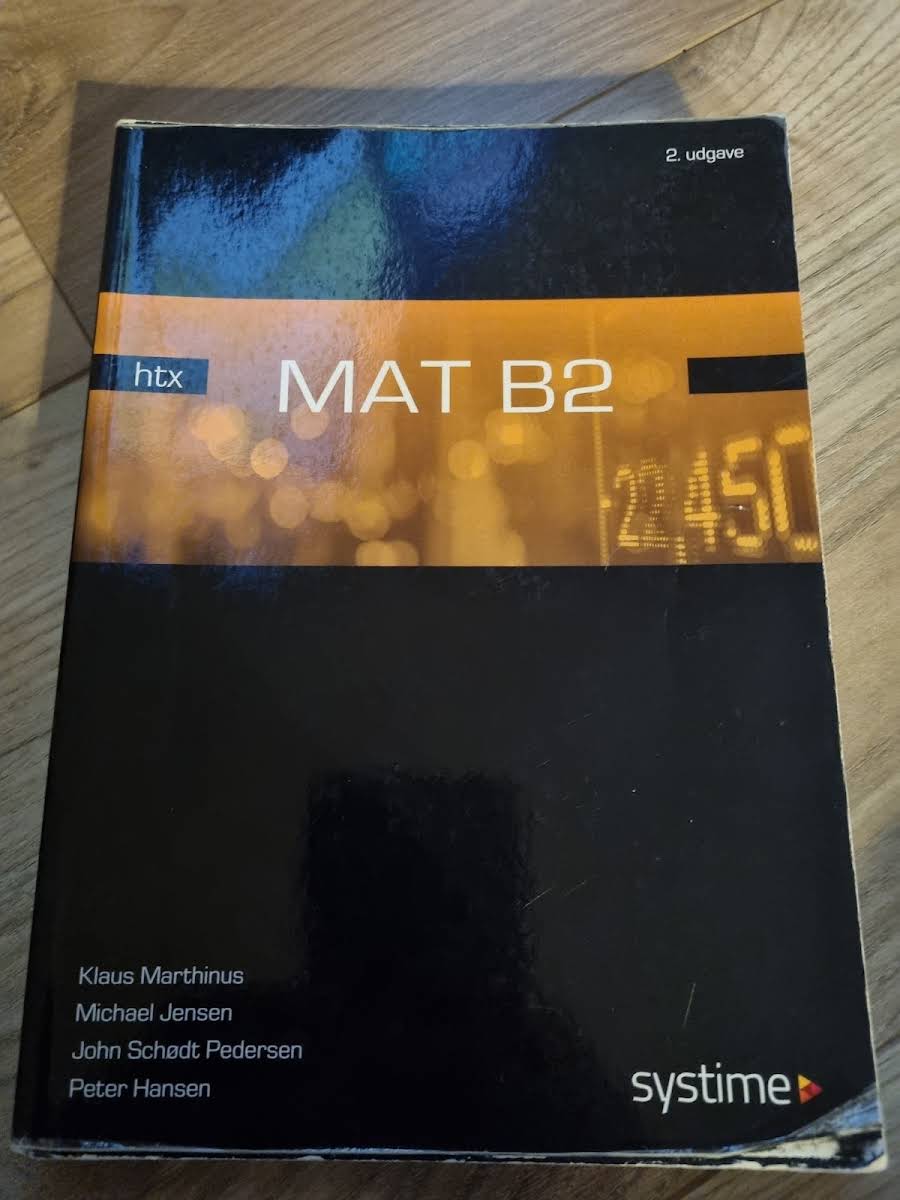 2. udgave
htx
MAT B2
Klaus Marthinus
Michael Jensen
John Schødt Pedersen
Peter Hansen
systime